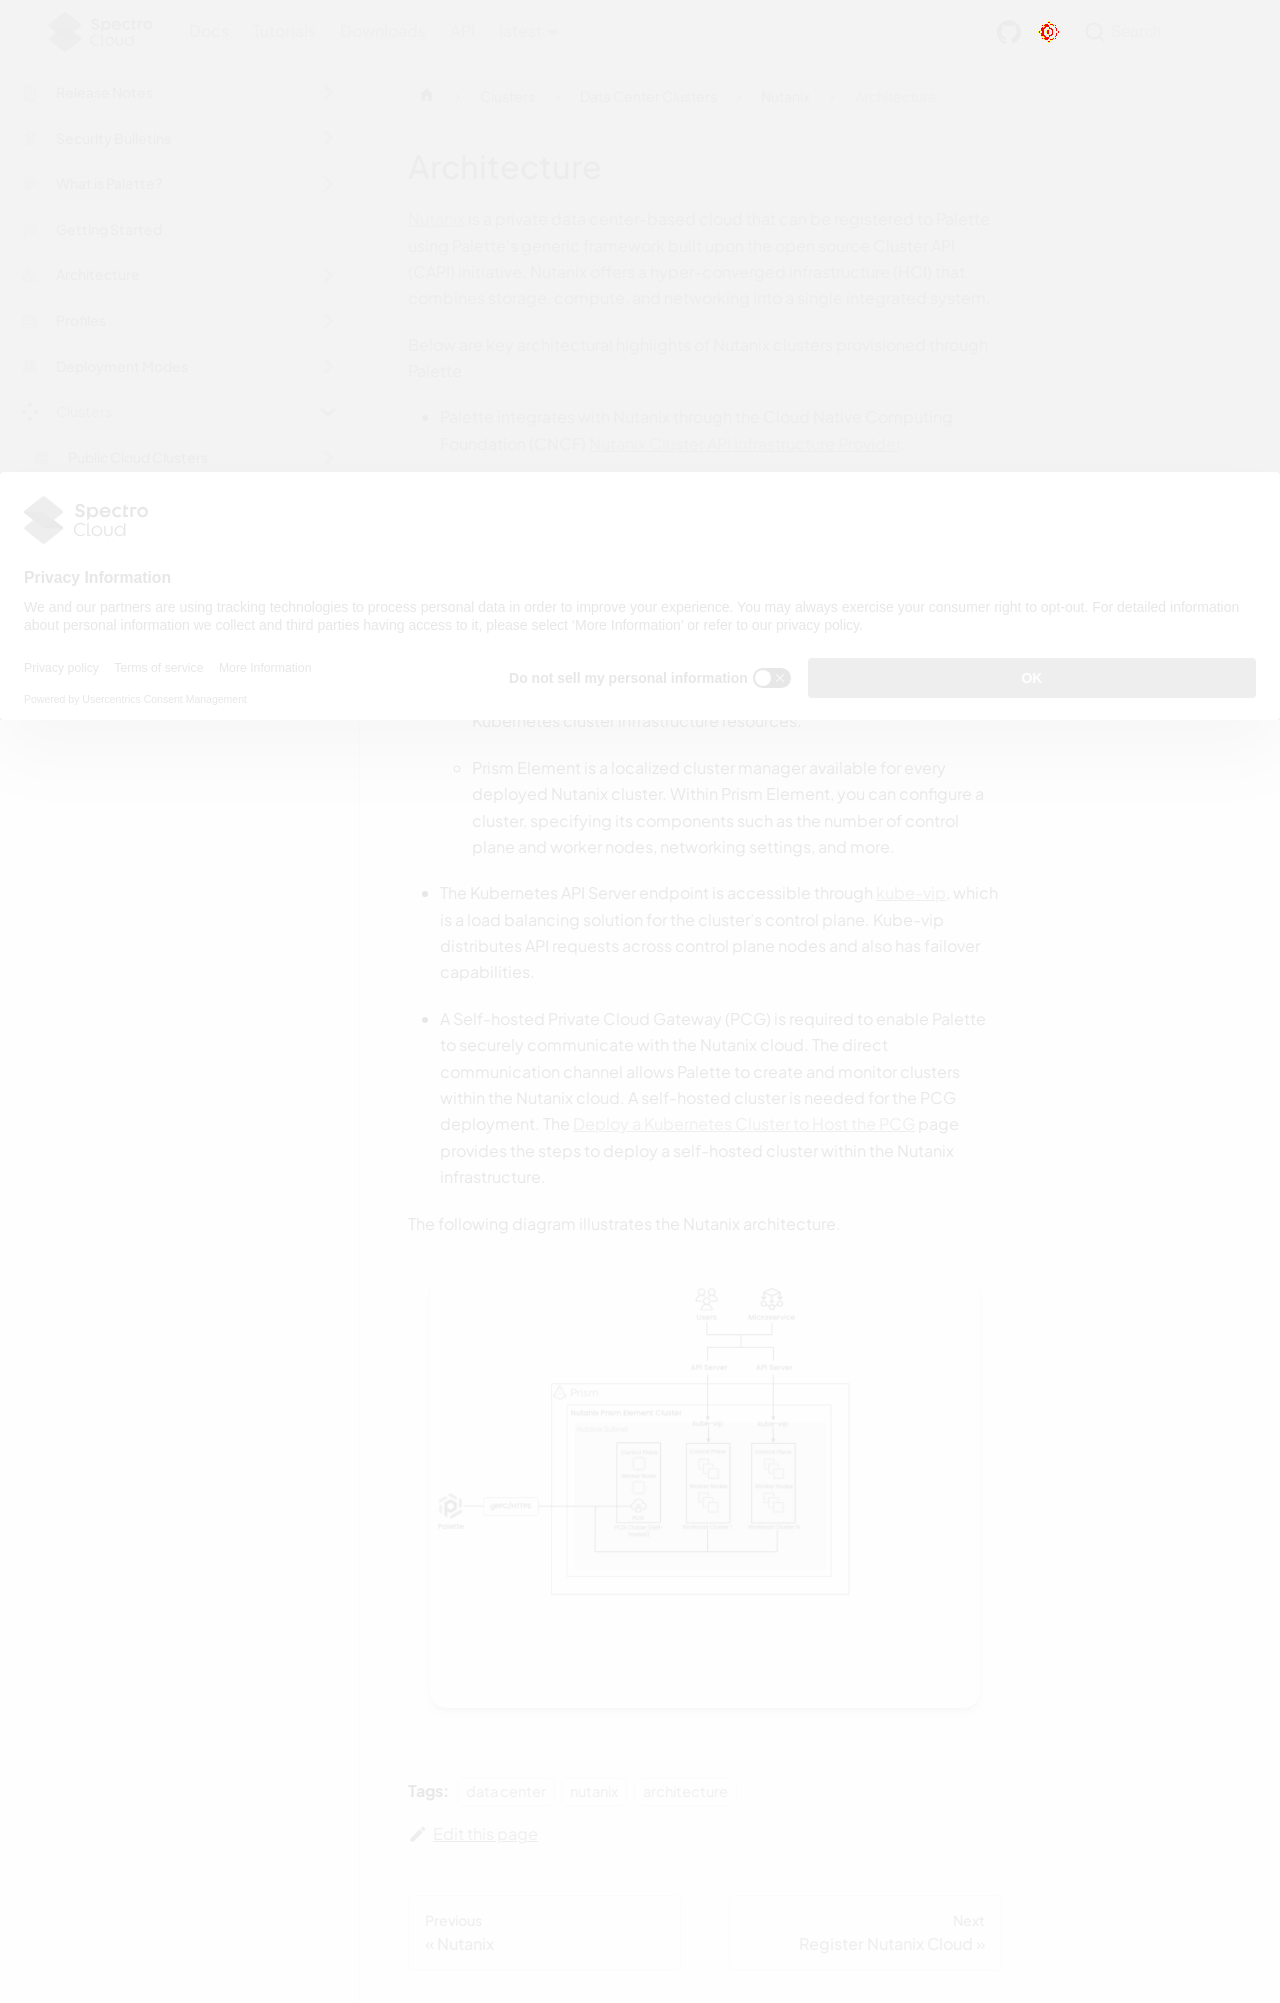 Spectro Cloud
Docs Tutorials Downloads API latest
Search
Release Notes
Security Bulletins
What is Palette?
Getting Started
Architecture
Profiles
Deployment Modes
Clusters
Public Cloud Clusters
Clusters
Data Center Clusters
Nutanix
Architecture
Architecture
Nutanix is a private data center-based cloud that can be registered to Palette
using Palette's generic framework built upon the open source Cluster API
(CAPI) initiative. Nutanix offers a hyper-converged infrastructure (HCI) that
combines storage, compute, and networking into a single integrated system.
Below are key architectural highlights of Nutanix clusters provisioned through
Palette.
Palette integrates with Nutanix through the Cloud Native Computing
Foundation (CNCF) Nutanix Cluster API Infrastructure Provider.
Spectro
Cloud
Privacy Information
We and our partners are using tracking technologies to process personal data in order to improve your experience. You may always exercise your consumer right to opt-out. For detailed information
about personal information we collect and third parties having access to it, please select 'More Information' or refer to our privacy policy.
Privacy policy Terms of service More Information
Do not sell my personal information
OK
Powered by Usercentrics Consent Management
Kubernetes cluster infrastructure resources.
Prism Element is a localized cluster manager available for every
deployed Nutanix cluster. Within Prism Element, you can configure a
cluster, specifying its components such as the number of control
plane and worker nodes, networking settings, and more.
The Kubernetes API Server endpoint is accessible through kube-vip, which
is a load balancing solution for the cluster's control plane. Kube-vip
distributes API requests across control plane nodes and also has failover
capabilities.
A Self-hosted Private Cloud Gateway (PCG) is required to enable Palette
to securely communicate with the Nutanix cloud. The direct
communication channel allows Palette to create and monitor clusters
within the Nutanix cloud. A self-hosted cluster is needed for the PCG
deployment. The Deploy a Kubernetes Cluster to Host the PCG page
provides the steps to deploy a self-hosted cluster within the Nutanix
infrastructure.
The following diagram illustrates the Nutanix architecture.
Users Microservice
API Server API Server
Prism
Nutanix Prism Element Cluster
Kube-vip Kube-vip
Palette
gRPC/HTTPS
Tags: data center nutanix architecture
Edit this page
Previous
« Nutanix
Next
Register Nutanix Cloud »